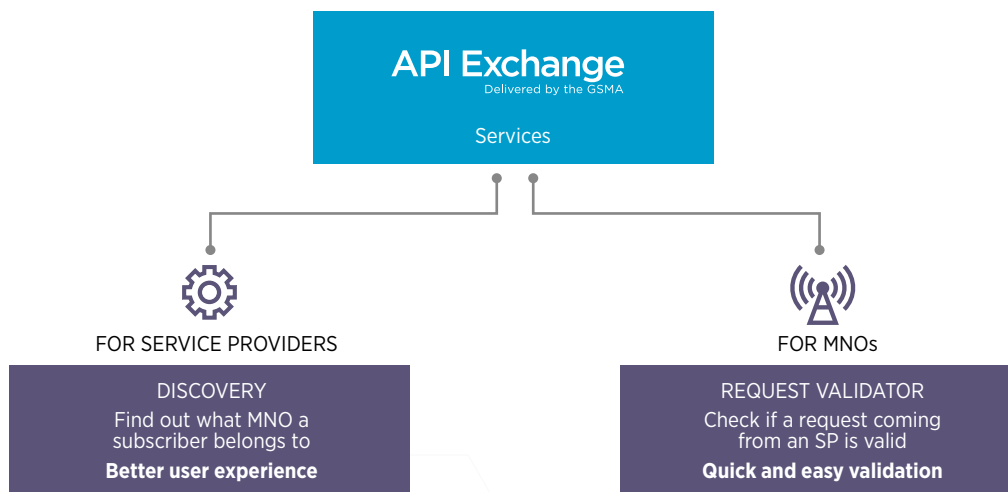 API Exchange
Delivered by the GSMA
Services
FOR SERVICE PROVIDERS
DISCOVERY
Find out what MNO a
subscriber belongs to
Better user experience
FOR MNOs
REQUEST VALIDATOR
Check if a request coming
from an SP is valid
Quick and easy validation